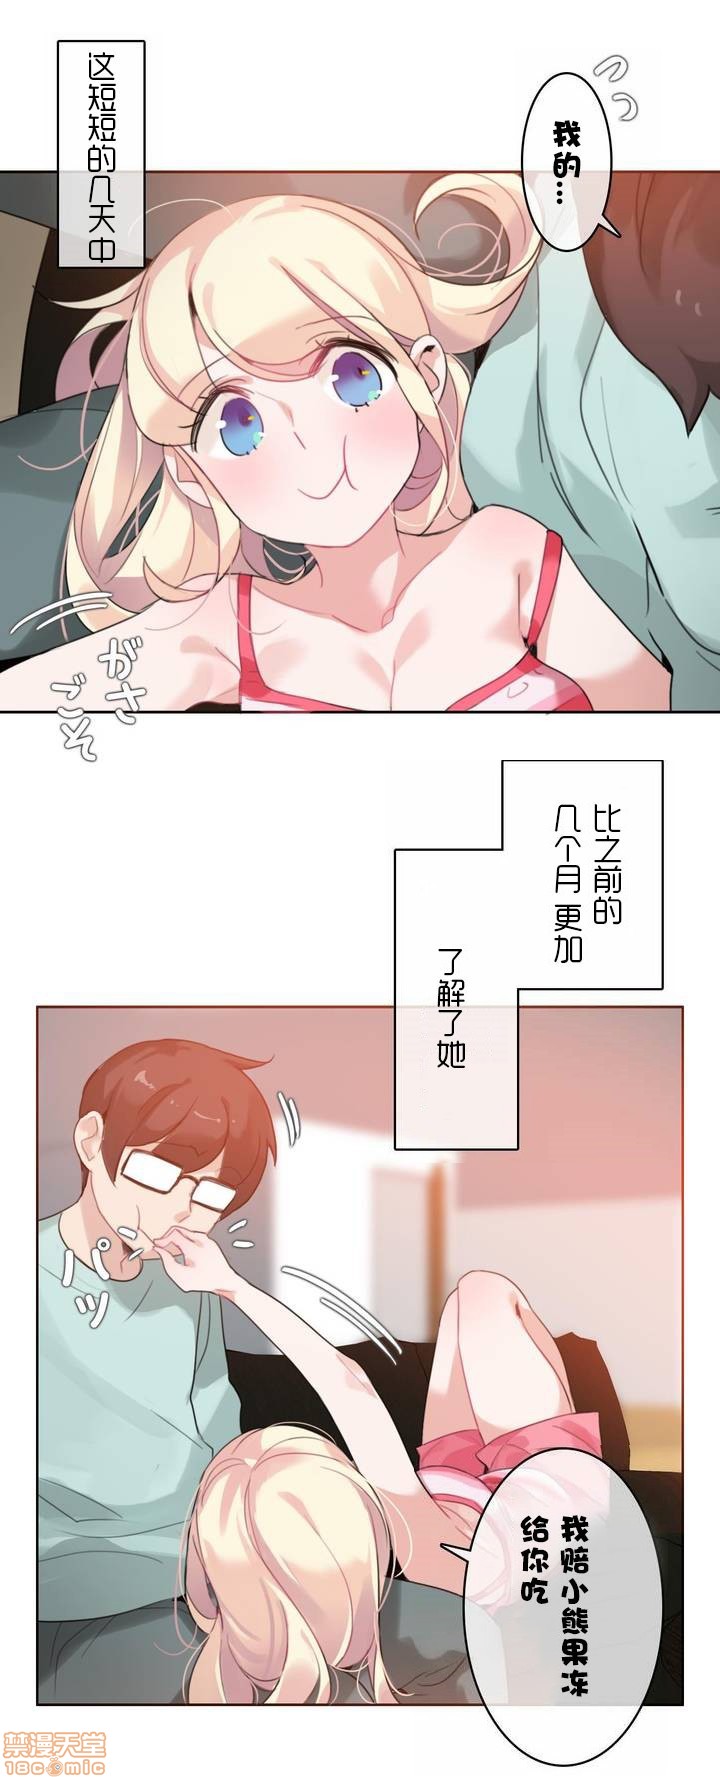 这短短的几天中
我的…
がさ
ごそ
比之前的
几个月更加
了解了她
パッ
我赔小熊果冻
给你吃
禁漫天堂
18comic